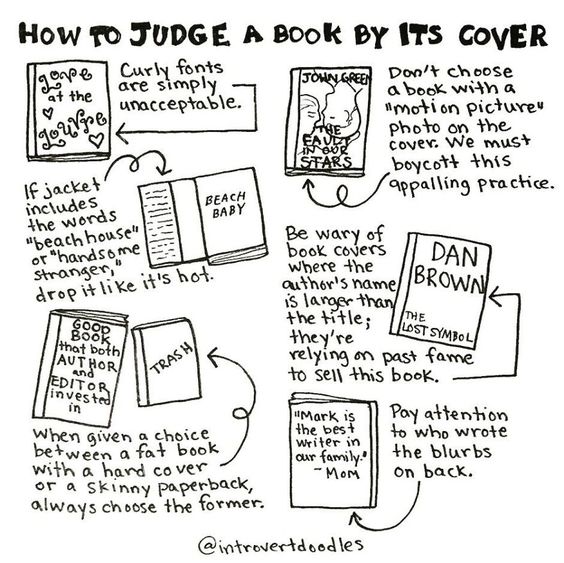 HOW TO JUDGE A BOOK BY ITS COVER
Love
at the
Louvre
Curly fonts
are simply
unacceptable.
JOHN GREEN
THE
FAULT
IN OUR
STARS
Don't choose
a book with a
"motion picture"
photo on the
cover. We must
boycott this
appalling practice.
If jacket
includes
the words
"beach house"
or "handsome
stranger,"
drop it like it's hot.
BEACH
BABY
Be wary of
book covers
where the
author's name
is larger than
the title;
they're
relying on past fame
to sell this book.
DAN
BROWN
THE
LOST SYMBOL
GOOD
BOOK
that both
AUTHOR
and
EDITOR
invested
in
TRASH
When given a choice
between a fat book
with a hard cover
or a skinny paperback,
always choose the former.
"Mark is
the best
writer in
our family."
~Mom
Pay attention
to who wrote
the blurbs
on back.
@introvertdoodles